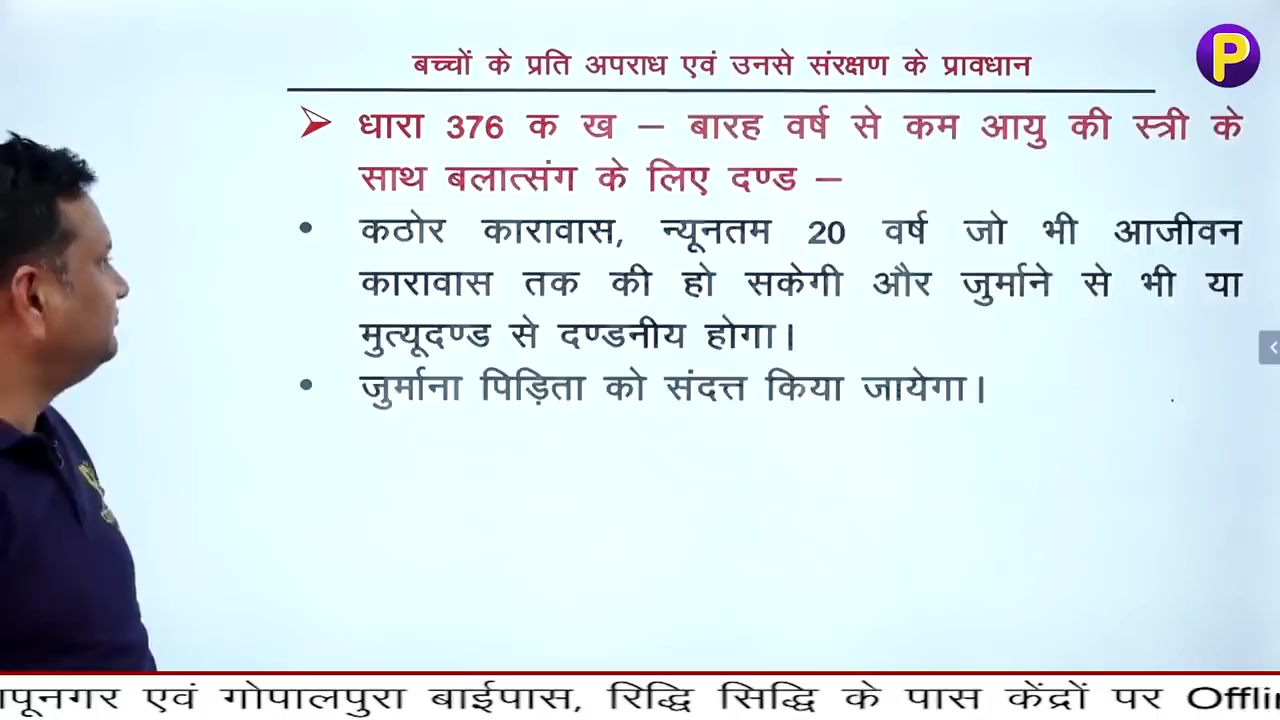 बच्चों के प्रति अपराध एवं उनसे संरक्षण के प्रावधान
P
धारा 376 क ख – बारह वर्ष से कम आयु की स्त्री के
साथ बलात्संग के लिए दण्ड –
कठोर कारावास, न्यूनतम 20 वर्ष जो भी आजीवन
कारावास तक की हो सकेगी और जुर्माने से भी या
मुत्यूदण्ड से दण्डनीय होगा।
जुर्माना पिड़िता को संदत्त किया जायेगा।
एवं गोपालपुरा बाईपास, रिद्धि सिद्धि के पास केंद्रों पर